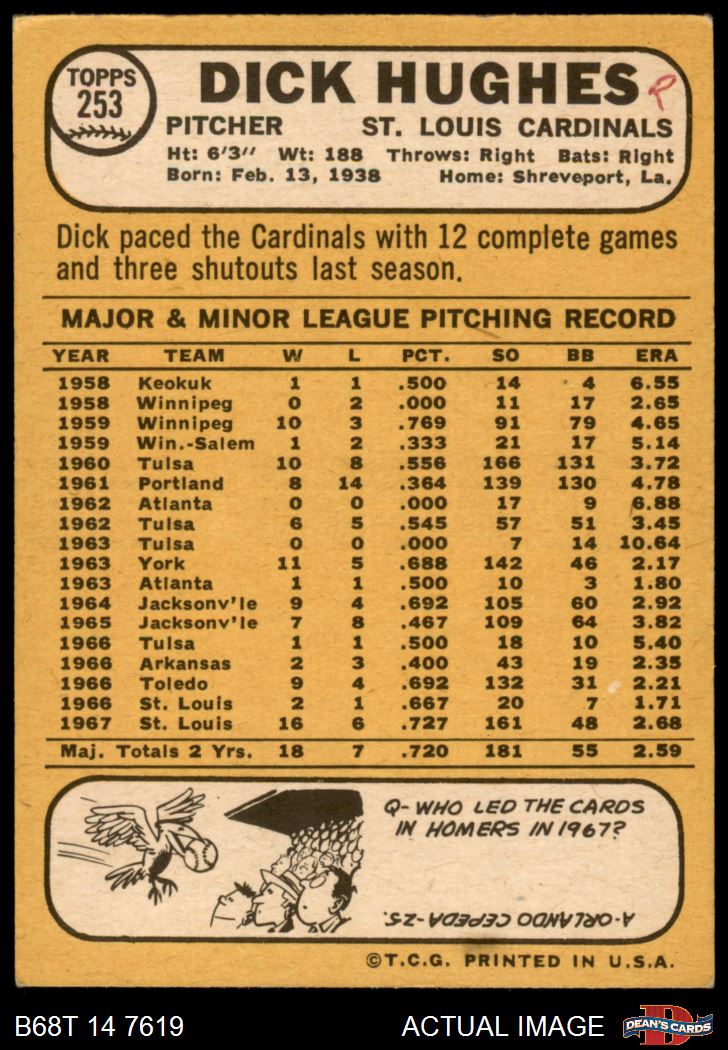 TOPPS
253
DICK HUGHES P
PITCHER ST. LOUIS CARDINALS
Ht: 6'3" Wt: 188 Throws: Right Bats: Right
Born: Feb. 13, 1938 Home: Shreveport, La.
Dick paced the Cardinals with 12 complete games
and three shutouts last season.
MAJOR & MINOR LEAGUE PITCHING RECORD
YEAR TEAM W L PCT. SO BB ERA
1958 Keokuk 1 1 .500 14 4 6.55
1958 Winnipeg 0 2 .000 11 17 2.65
1959 Winnipeg 10 3 .769 91 79 4.65
1959 Win.-Salem 1 2 .333 21 17 5.14
1960 Tulsa 10 8 .556 166 131 3.72
1961 Portland 8 14 .364 139 130 4.78
1962 Atlanta 0 0 .000 17 9 6.88
1962 Tulsa 6 5 .545 57 51 3.45
1963 Tulsa 0 0 .000 7 14 10.64
1963 York 11 5 .688 142 46 2.17
1963 Atlanta 1 1 .500 10 3 1.80
1964 Jacksonv'le 9 4 .692 105 60 2.92
1965 Jacksonv'le 7 8 .467 109 64 3.82
1966 Tulsa 1 1 .500 18 10 5.40
1966 Arkansas 2 3 .400 43 19 2.35
1966 Toledo 9 4 .692 132 31 2.21
1966 St. Louis 2 1 .667 20 7 1.71
1967 St. Louis 16 6 .727 161 48 2.68
Maj. Totals 2 Yrs. 18 7 .720 181 55 2.59
Q-WHO LED THE CARDS
IN HOMERS IN 1967?
A-ORLANDO CEPEDA-25.
©T.C.G. PRINTED IN U.S.A.
B68T 14 7619 ACTUAL IMAGE
D
DEAN'S CARDS